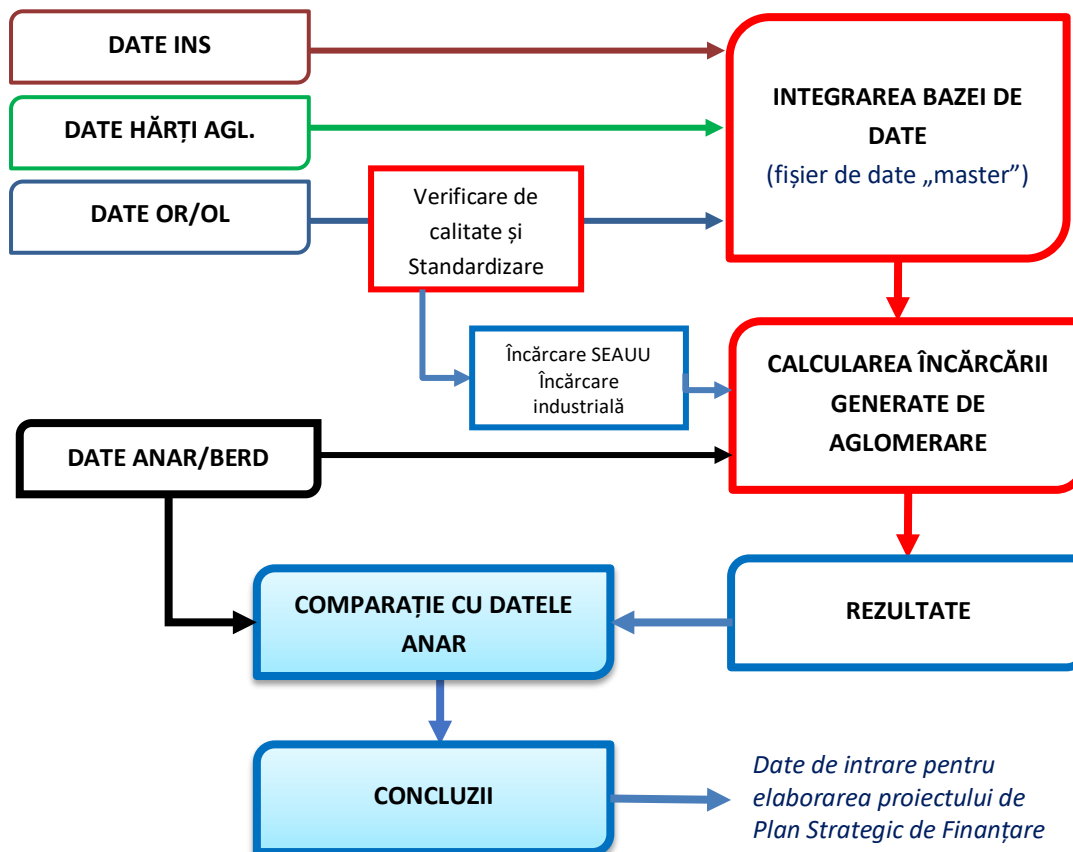 DATE INS
DATE HĂRȚI AGL.
DATE OR/OL
Verificare de
calitate și
Standardizare
INTEGRAREA BAZEI DE
DATE
(fișier de date „master”)
Încărcare SEAUU
Încărcare
industrială
CALCULAREA ÎNCĂRCĂRII
GENERATE DE
AGLOMERARE
DATE ANAR/BERD
COMPARAȚIE CU DATELE
ANAR
REZULTATE
CONCLUZII
Date de intrare pentru
elaborarea proiectului de
Plan Strategic de Finanțare